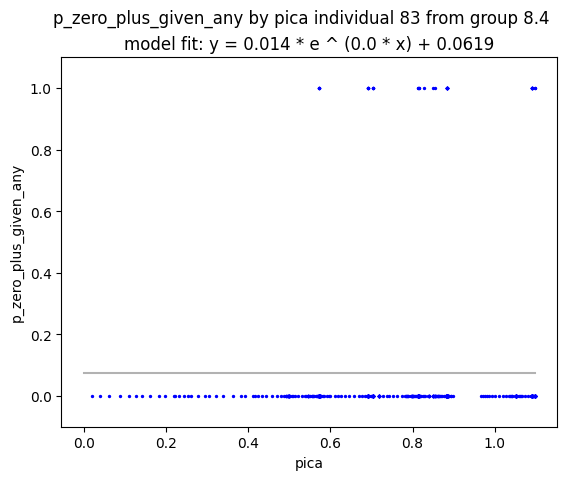 p_zero_plus_given_any by pica individual 83 from group 8.4
model fit: y = 0.014 * e ^ (0.0 * x) + 0.0619
p_zero_plus_given_any
1.0
0.8
0.6
0.4
0.2
0.0
0.0 0.2 0.4 0.6 0.8 1.0
pica